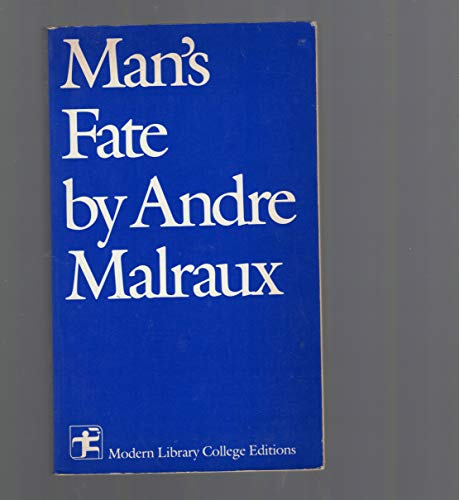 Man's
Fate
by Andre
Malraux
Modern Library College Editions